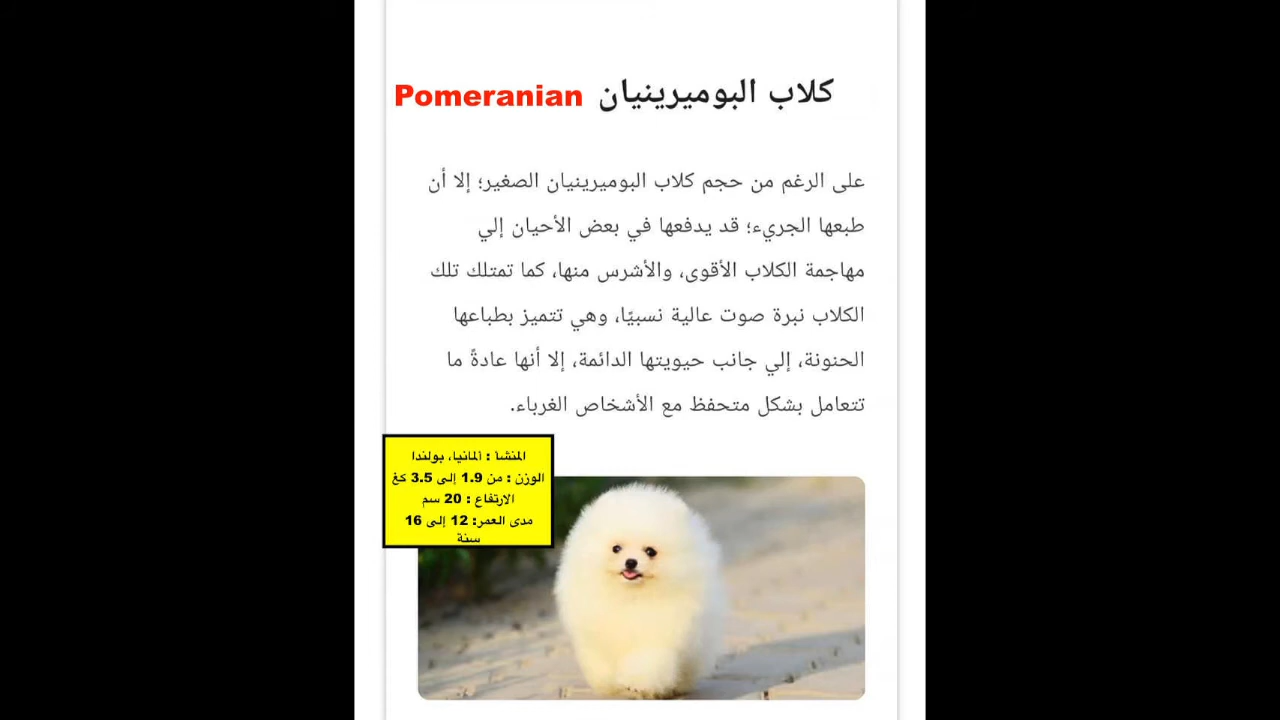 كلاب البوميرينيان Pomeranian
على الرغم من حجم كلاب البوميرينيان الصغير؛ إلا أن
طبعها الجريء؛ قد يدفعها في بعض الأحيان إلي
مهاجمة الكلاب الأقوى، والأشرس منها، كما تمتلك تلك
الكلاب نبرة صوت عالية نسبيًا، وهي تتميز بطباعها
الحنونة، إلي جانب حيويتها الدائمة، إلا أنها عادةً ما
تتعامل بشكل متحفظ مع الأشخاص الغرباء.
المنشأ : ألمانيا، بولندا
الوزن : من 1.9 إلى 3.5 كغ
الارتفاع : 20 سم
مدى العمر: 12 إلى 16
سنة